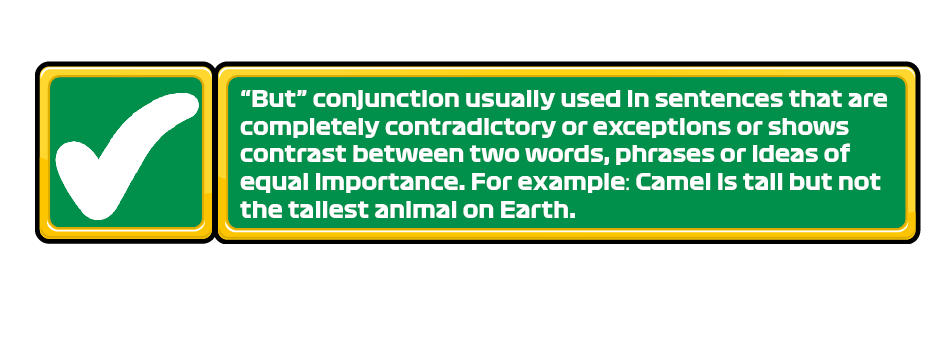 “But” conjunction usually used in sentences that are
completely contradictory or exceptions or shows
contrast between two words, phrases or ideas of
equal importance. For example: Camel is tall but not
the tallest animal on Earth.